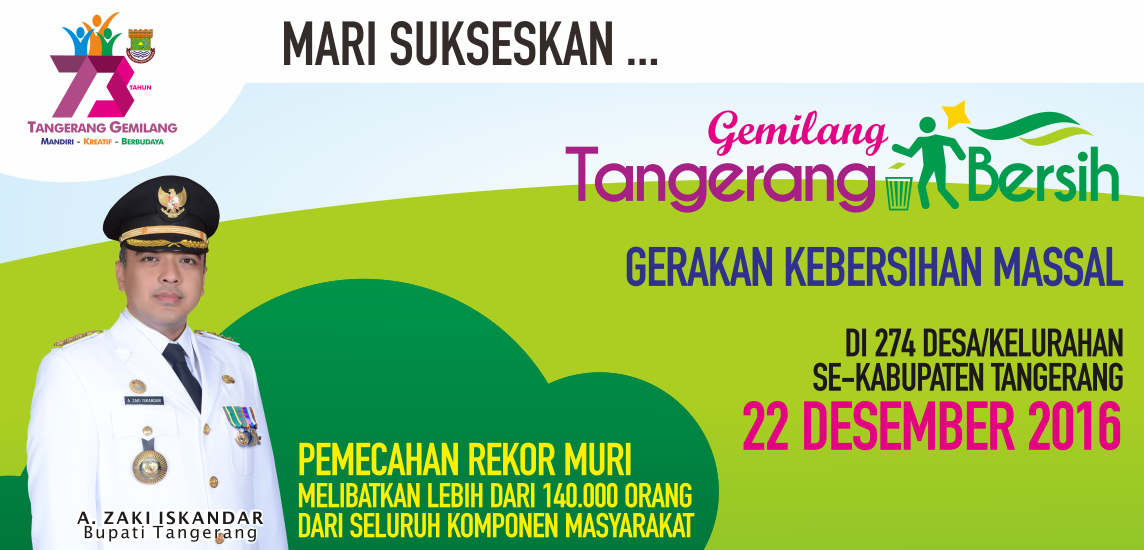 MARI SUKSESKAN ...
73
TAHUN
TANGERANG GEMILANG
MANDIRI - KREATIF - BERBUDAYA
Gemilang
Tangerang Bersih
GERAKAN KEBERSIHAN MASSAL
DI 274 DESA/KELURAHAN
SE-KABUPATEN TANGERANG
22 DESEMBER 2016
A. ZAKI ISKANDAR
PEMECAHAN REKOR MURI
MELIBATKAN LEBIH DARI 140.000 ORANG
DARI SELURUH KOMPONEN MASYARAKAT
A. ZAKI ISKANDAR
Bupati Tangerang